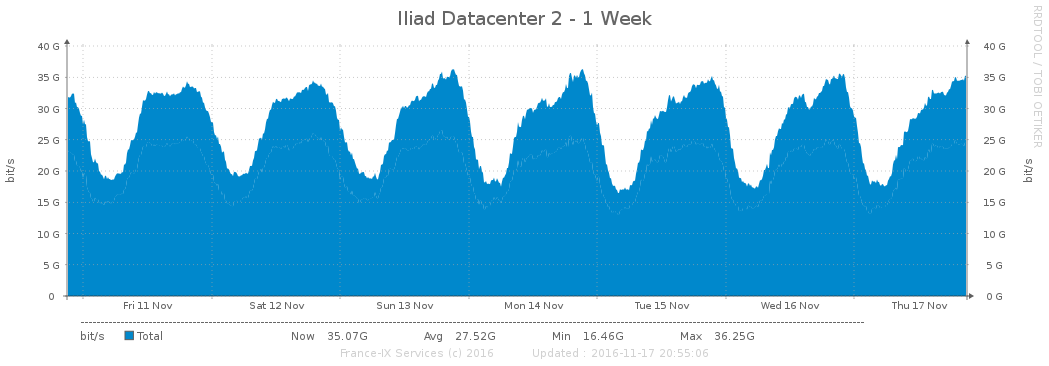 Iliad Datacenter 2 - 1 Week
RRDTOOL / TOBI OETIKER
40 G 40 G
35 G 35 G
30 G 30 G
25 G 25 G
20 G 20 G
15 G 15 G
10 G 10 G
5 G 5 G
0 0 G
bit/s
bit/s
Fri 11 Nov Sat 12 Nov Sun 13 Nov Mon 14 Nov Tue 15 Nov Wed 16 Nov Thu 17 Nov
bit/s Total Now 35.07G Avg 27.52G Min 16.46G Max 36.25G
France-IX Services (c) 2016 Updated : 2016-11-17 20:55:06